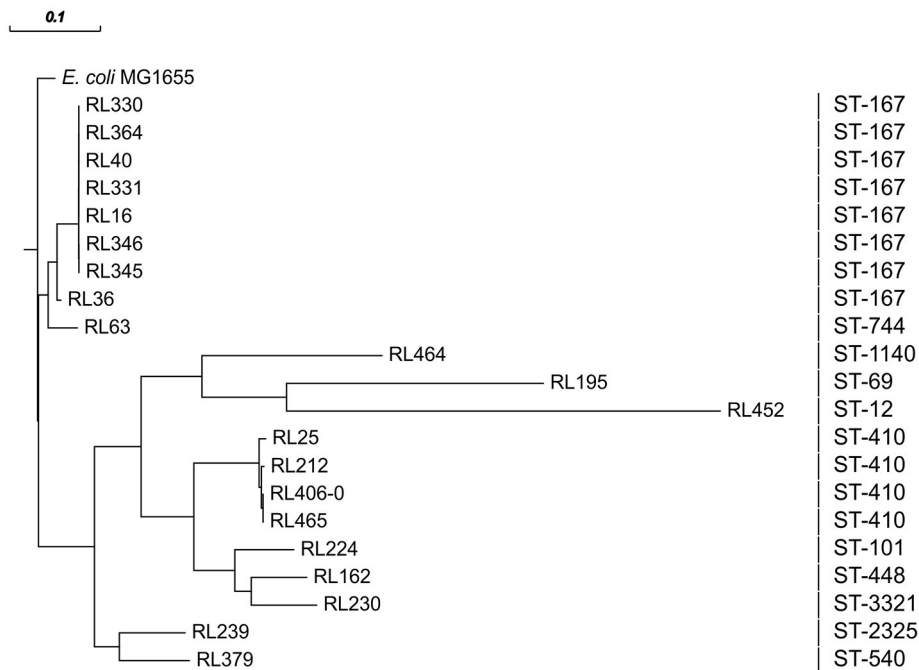 0.1
E. coli MG1655
RL330 ST-167
RL364 ST-167
RL40 ST-167
RL331 ST-167
RL16 ST-167
RL346 ST-167
RL345 ST-167
RL36 ST-167
RL63 ST-744
RL464 ST-1140
RL195 ST-69
RL452 ST-12
RL25 ST-410
RL212 ST-410
RL406-0 ST-410
RL465 ST-410
RL224 ST-101
RL162 ST-448
RL230 ST-3321
RL239 ST-2325
RL379 ST-540